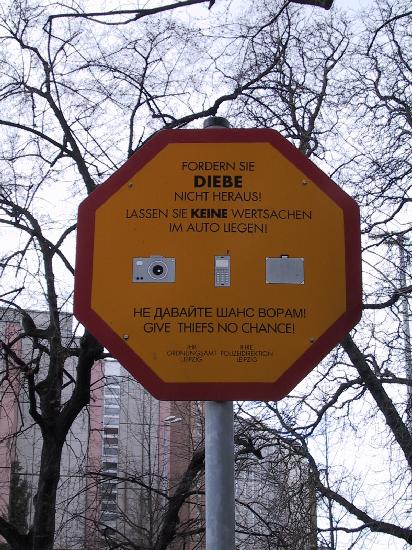 FORDERN SIE
DIEBE
NICHT HERAUS!
LASSEN SIE KEINE WERTSACHEN
IM AUTO LIEGEN!
НЕ ДАВАЙТЕ ШАНС ВОРАМ!
GIVE THIEFS NO CHANCE!
IHR IHRE
ORDNUNGSAMT POLIZEIDIREKTION
LEIPZIG LEIPZIG